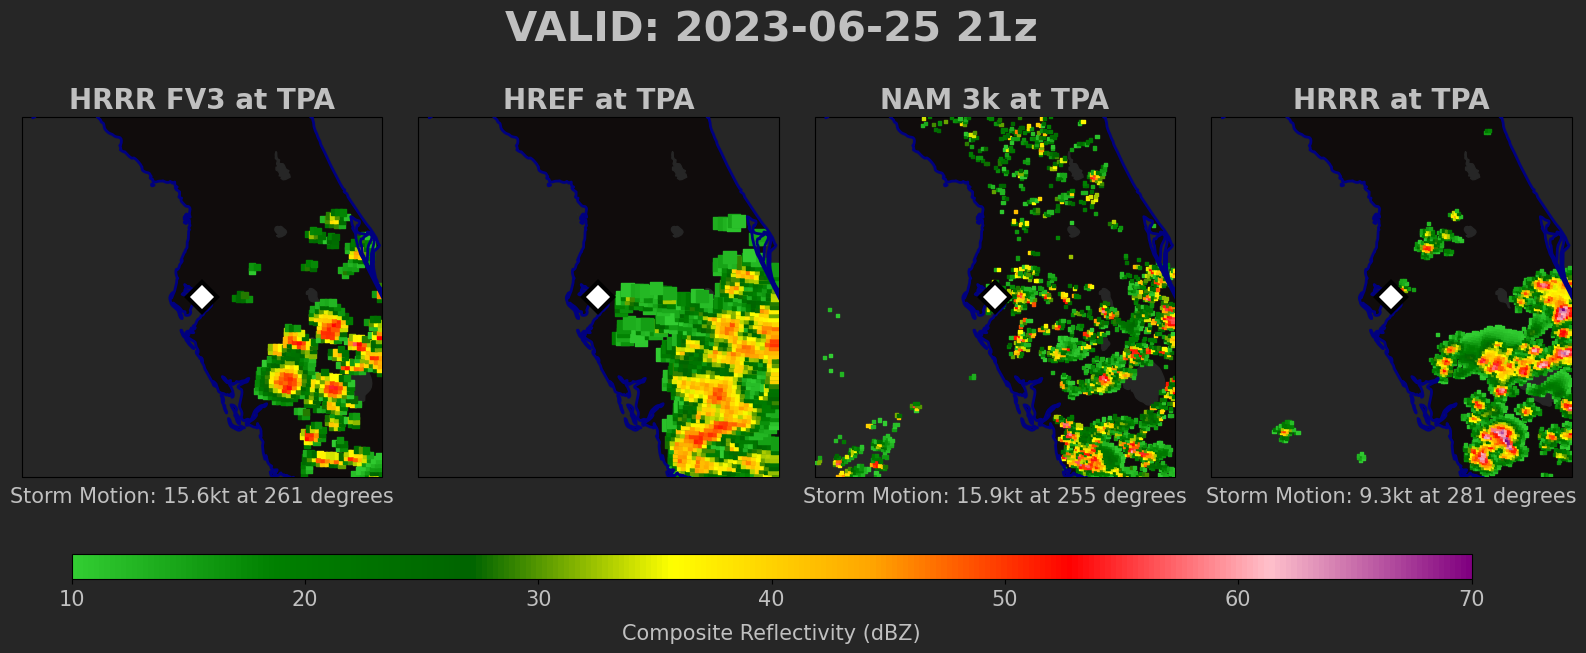 VALID: 2023-06-25 21z
HRRR FV3 at TPA
HREF at TPA
NAM 3k at TPA
HRRR at TPA
Storm Motion: 15.6kt at 261 degrees
Storm Motion: 15.9kt at 255 degrees
Storm Motion: 9.3kt at 281 degrees
10 20 30 40 50 60 70
Composite Reflectivity (dBZ)